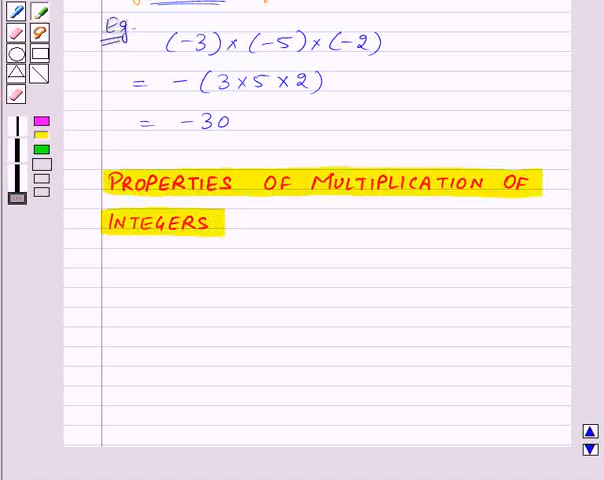 Eg.
(-3) × (-5) × (-2)
= - (3 × 5 × 2)
= -30
PROPERTIES OF MULTIPLICATION OF
INTEGERS